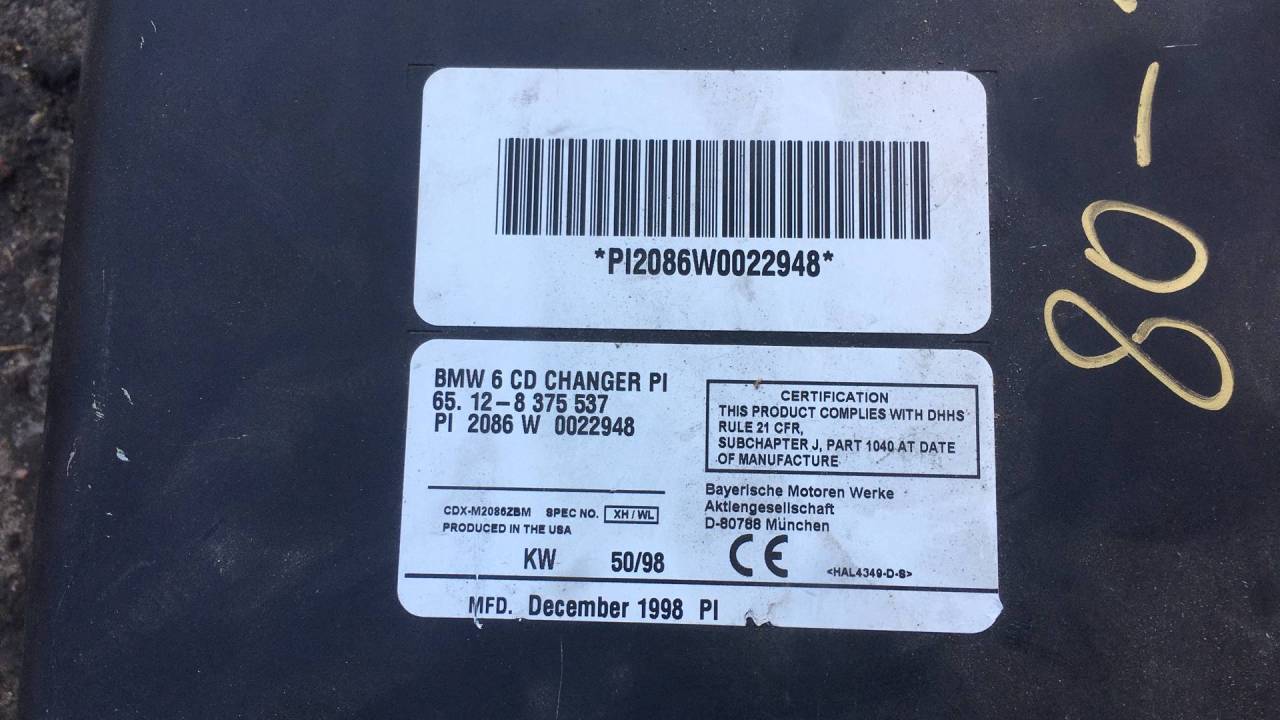 *PI2086W0022948*
BMW 6 CD CHANGER PI
65. 12-8 375 537
PI 2086 W 0022948
CDX-M2086ZBM SPEC NO. XH/WL
PRODUCED IN THE USA
KW 50/98
CERTIFICATION
THIS PRODUCT COMPLIES WITH DHHS
RULE 21 CFR,
SUBCHAPTER J, PART 1040 AT DATE
OF MANUFACTURE
Bayerische Motoren Werke
Aktiengesellschaft
D-80788 München
CE <HAL4349-D-S>
MFD. December 1998 PI
80-